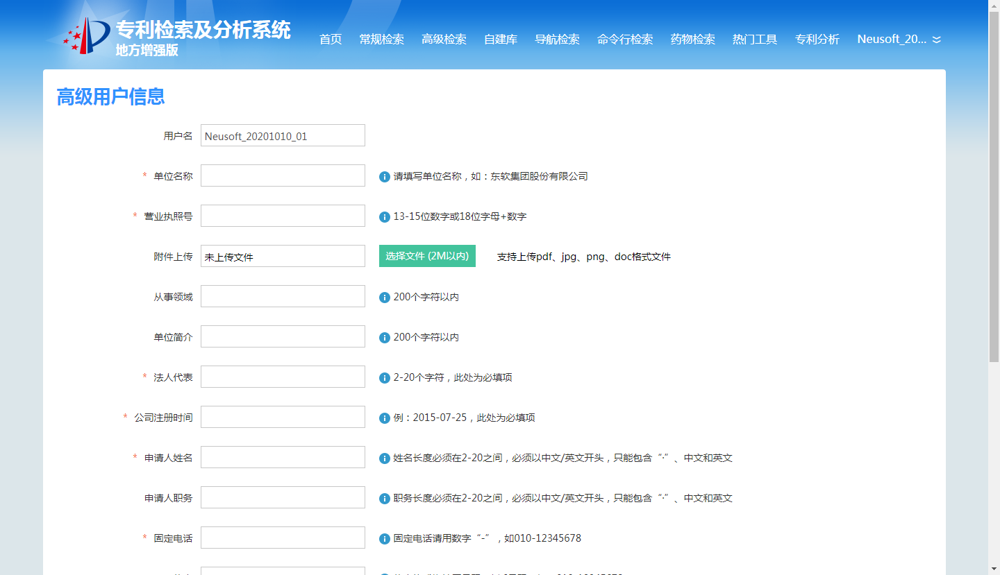 专利检索及分析系统
地方增强版
首页 常规检索 高级检索 自建库 导航检索 命令行检索 药物检索 热门工具 专利分析 Neusoft_20...
高级用户信息
用户名 Neusoft_20201010_01
* 单位名称 请填写单位名称，如：东软集团股份有限公司
* 营业执照号 13-15位数字或18位字母+数字
附件上传 未上传文件 选择文件 (2M以内) 支持上传pdf、jpg、png、doc格式文件
从事领域 200个字符以内
单位简介 200个字符以内
* 法人代表 2-20个字符，此处为必填项
* 公司注册时间 例：2015-07-25，此处为必填项
* 申请人姓名 姓名长度必须在2-20之间，必须以中文/英文开头，只能包含“·”、中文和英文
申请人职务 职务长度必须在2-20之间，必须以中文/英文开头，只能包含“·”、中文和英文
* 固定电话 固定电话请用数字“-”，如010-12345678